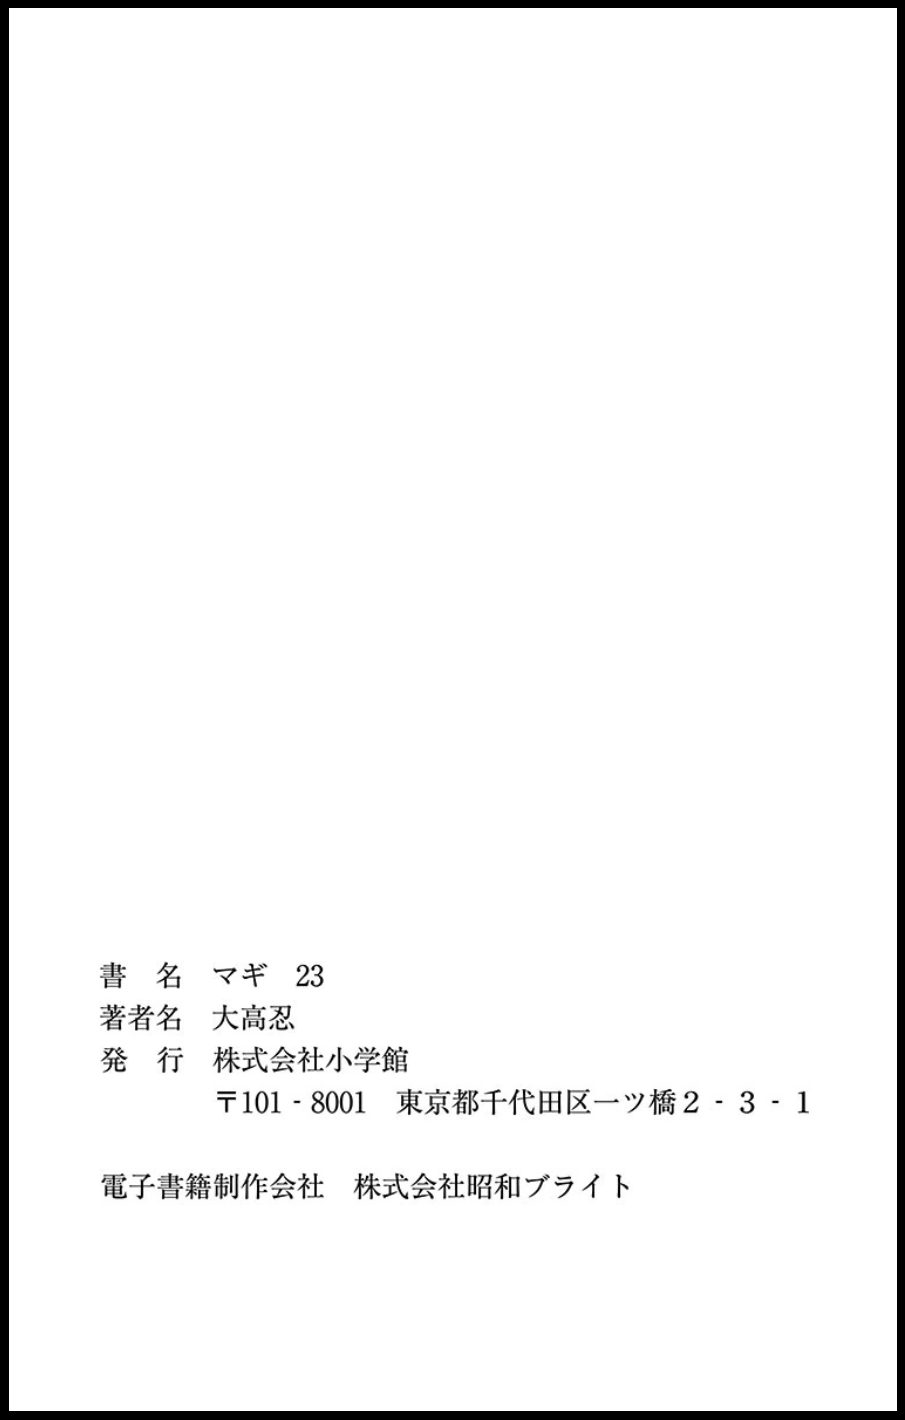 書　名　マギ　23
著者名　大高忍
発　行　株式会社小学館
〒101 - 8001　東京都千代田区一ツ橋２ - ３ - １
電子書籍制作会社　株式会社昭和ブライト